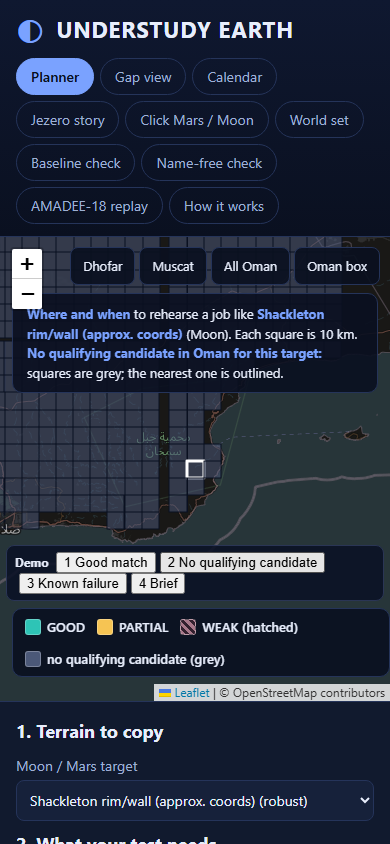 UNDERSTUDY EARTH
Planner
Gap view
Calendar
Jezero story
Click Mars / Moon
World set
Baseline check
Name-free check
AMADEE-18 replay
How it works
+
−
Dhofar
Muscat
All Oman
Oman box
Where and when to rehearse a job like Shackleton
rim/wall (approx. coords) (Moon). Each square is 10 km.
No qualifying candidate in Oman for this target:
squares are grey; the nearest one is outlined.
جبل
سمحان
Demo
1 Good match
2 No qualifying candidate
3 Known failure
4 Brief
GOOD
PARTIAL
WEAK (hatched)
no qualifying candidate (grey)
Leaflet | © OpenStreetMap contributors
1. Terrain to copy
Moon / Mars target
Shackleton rim/wall (approx. coords) (robust)